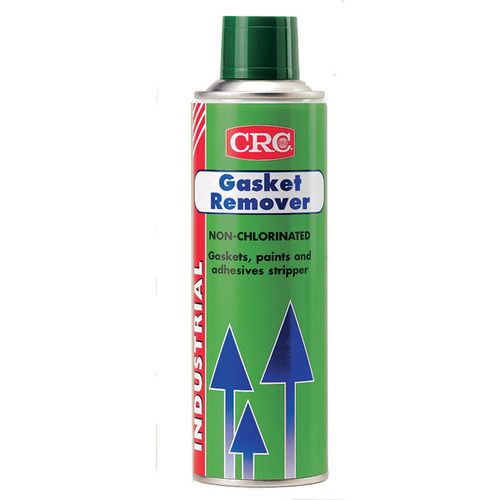 CRC
Gasket
Remover
NON-CHLORINATED
Gaskets, paints and
adhesives stripper
INDUSTRIAL